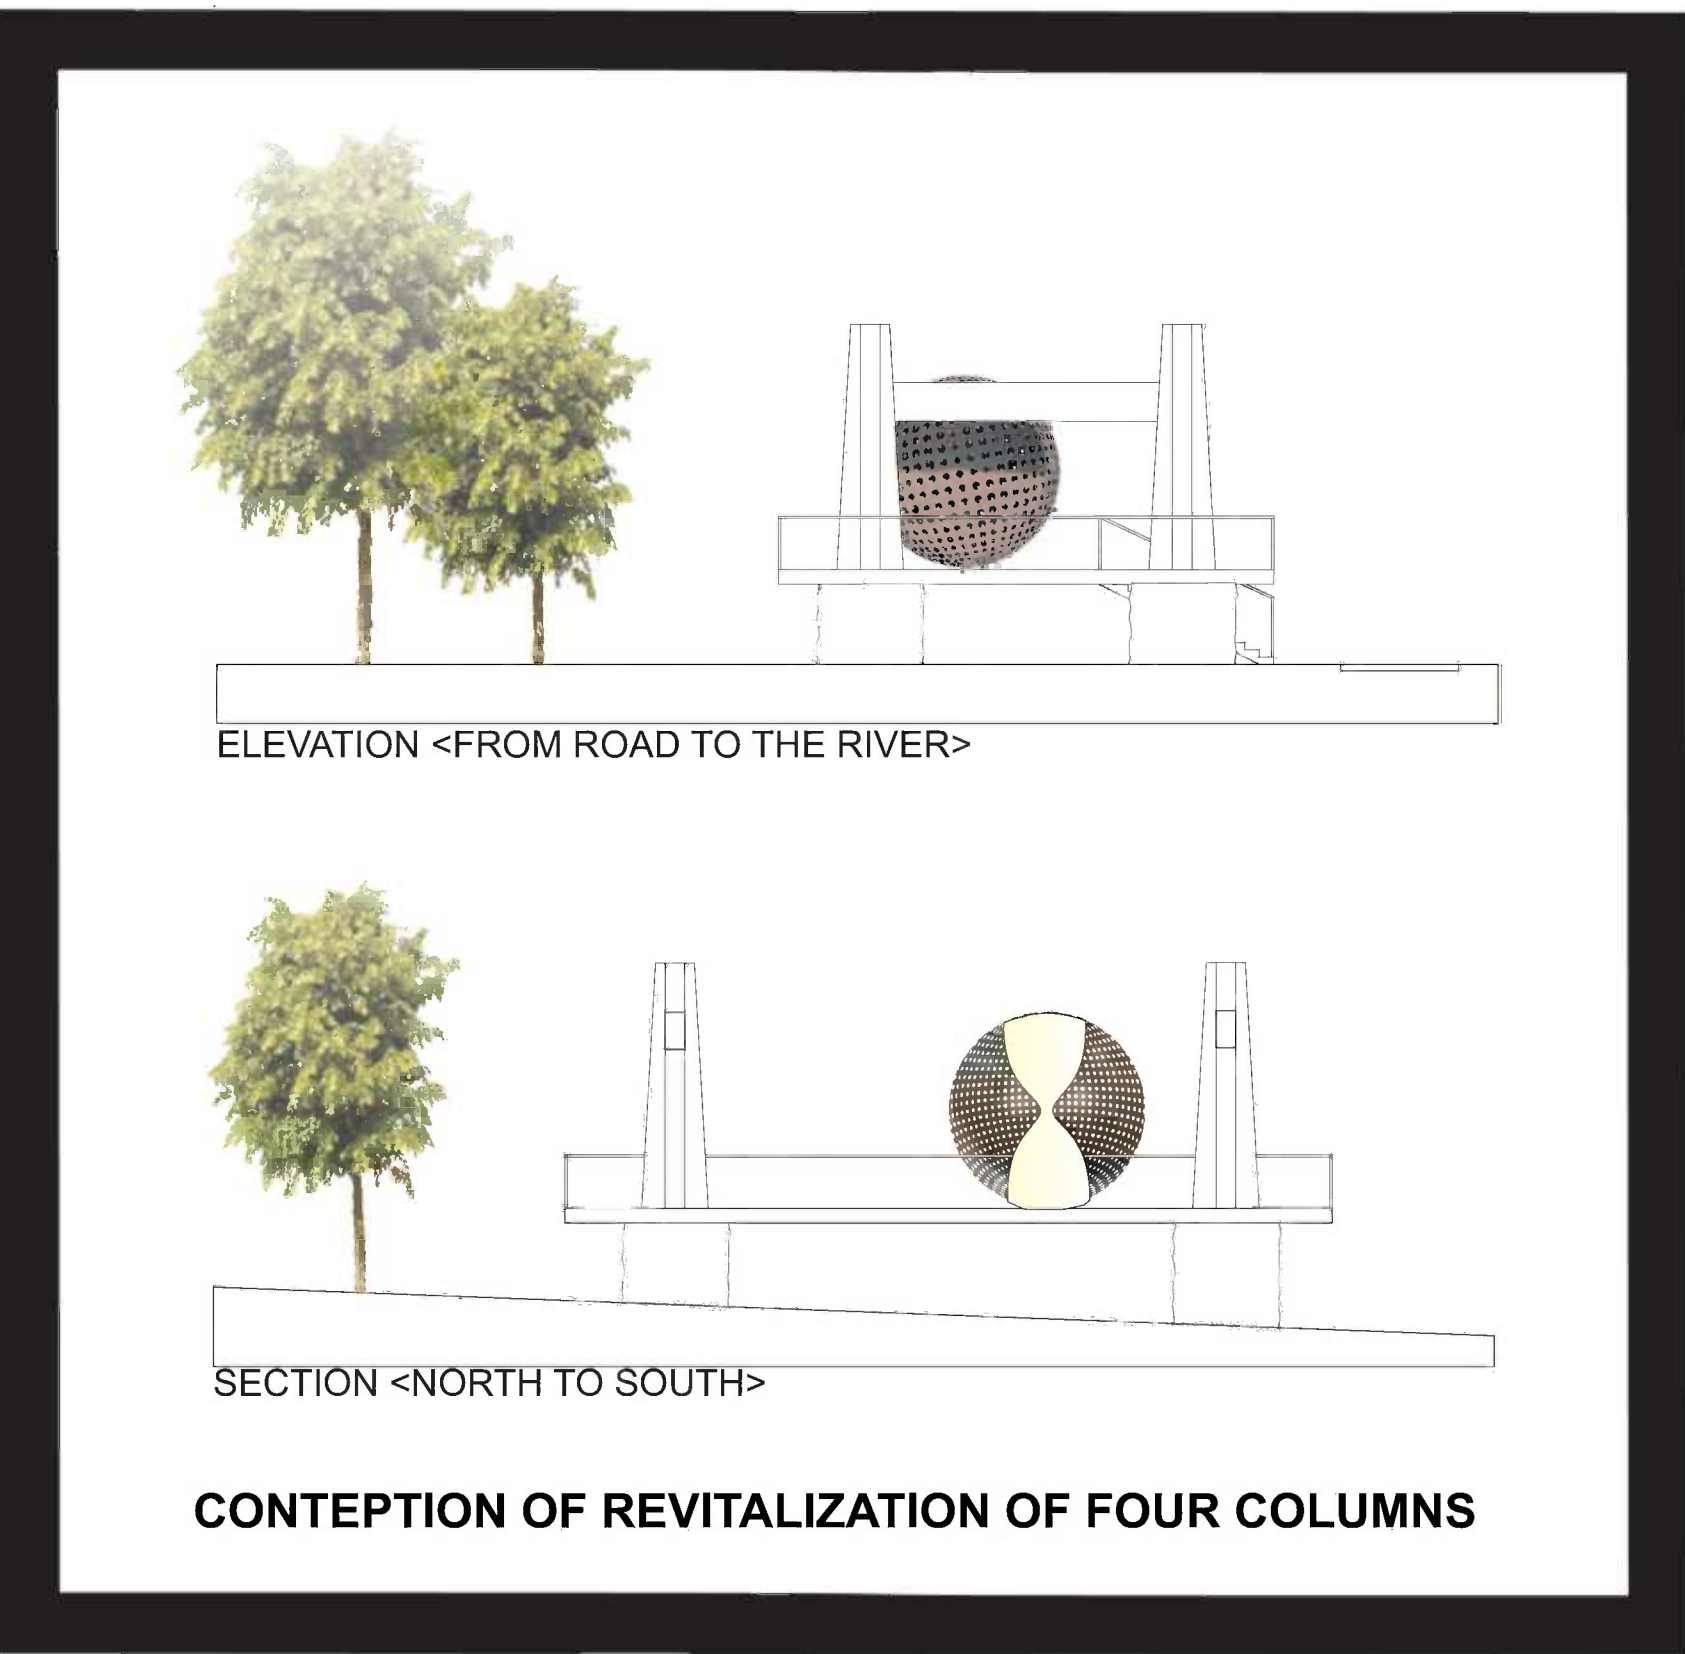 ELEVATION <FROM ROAD TO THE RIVER>
SECTION <NORTH TO SOUTH>
CONTEPTION OF REVITALIZATION OF FOUR COLUMNS